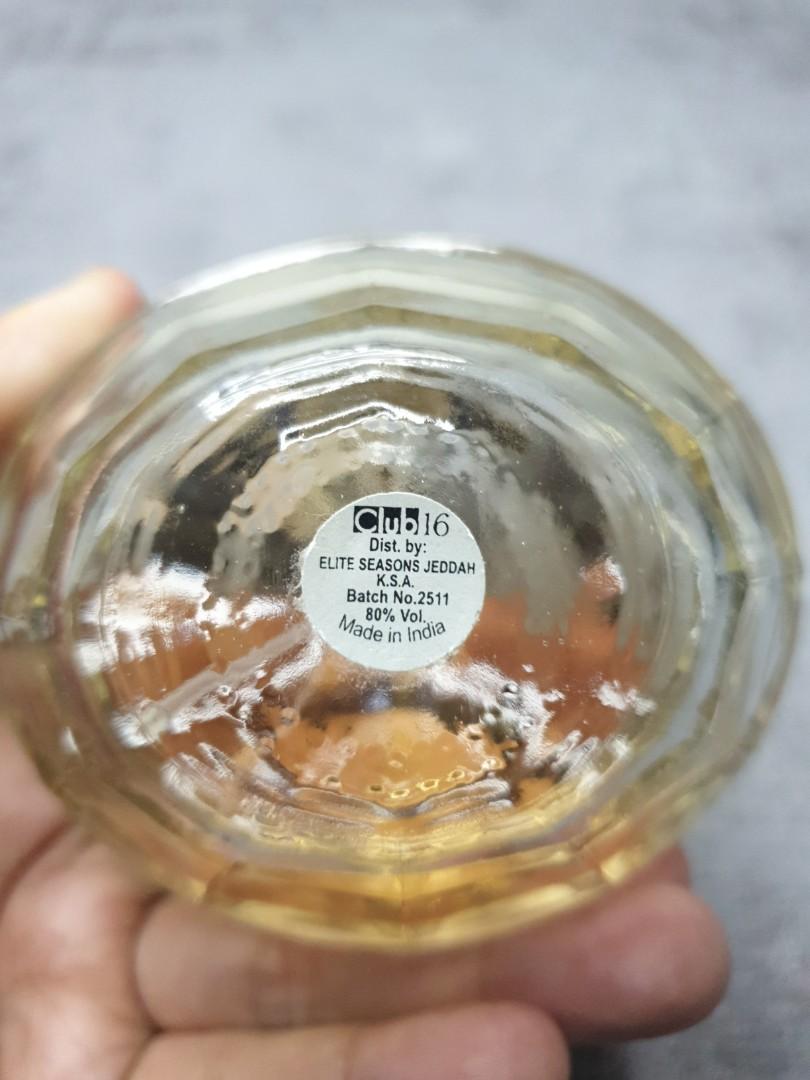 Club16
Dist. by:
ELITE SEASONS JEDDAH
K.S.A.
Batch No.2511
80% Vol.
Made in India